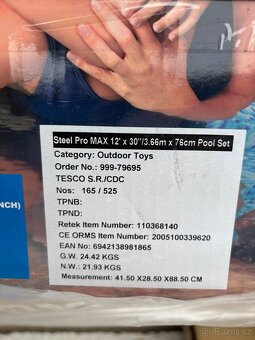 Steel Pro MAX 12' x 30"/3.66m x 76cm Pool Set
Category: Outdoor Toys
Order No.: 999-79695
TESCO S.R./CDC
Nos: 165 / 525
TPNB:
TPND:
Retek Item Number: 110368140
CE ORMS Item Number: 2005100339620
EAN No: 6942138981865
G.W. 24.42 KGS
N.W.: 21.93 KGS
Measurement: 41.50 X28.50 X88.50 CM
NCH)